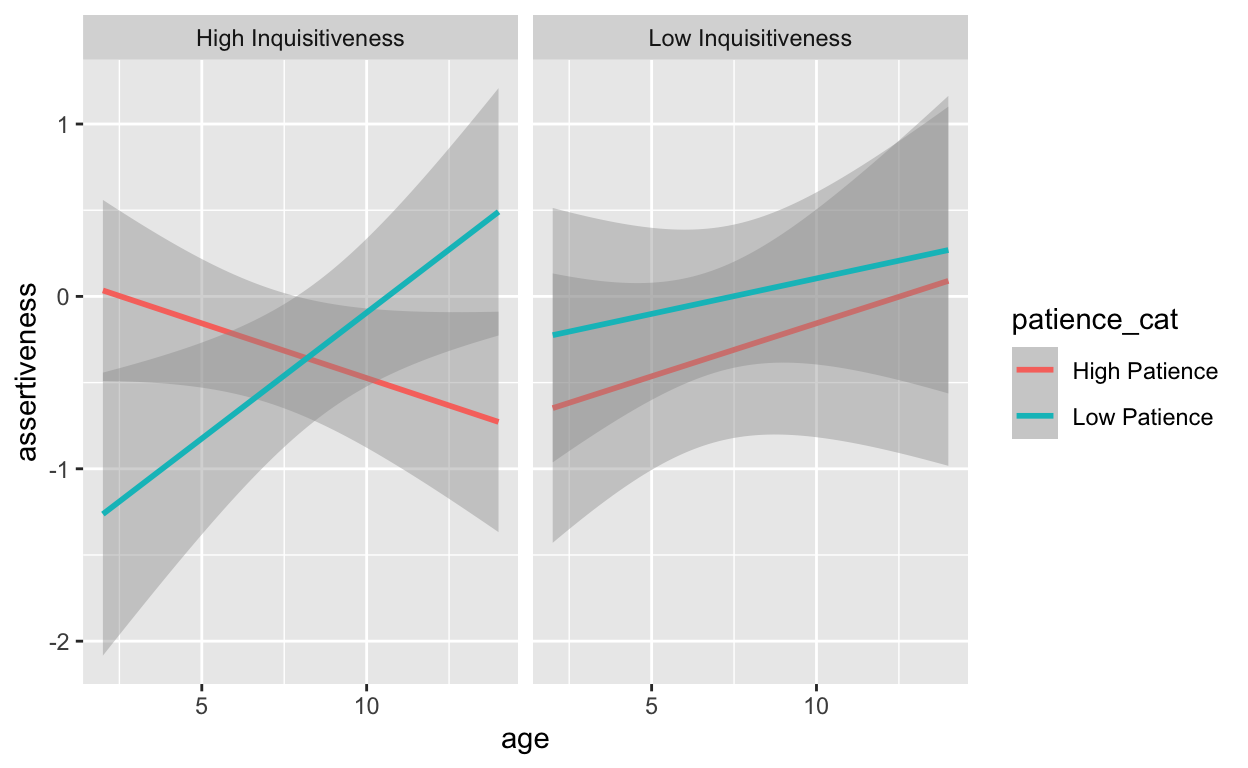 High Inquisitiveness
Low Inquisitiveness
1
0
-1
-2
assertiveness
5
10
5
10
age
patience_cat
High Patience
Low Patience